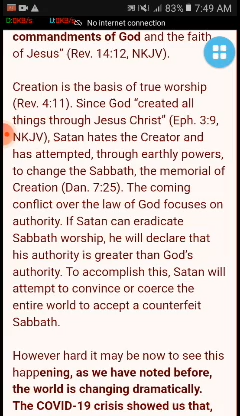 83% 7:49 AM
0:0KB/s U:0KB/s No internet connection
commandments of God and the faith
of Jesus” (Rev. 14:12, NKJV).
Creation is the basis of true worship
(Rev. 4:11). Since God “created all
things through Jesus Christ” (Eph. 3:9,
NKJV), Satan hates the Creator and
has attempted, through earthly powers,
to change the Sabbath, the memorial of
Creation (Dan. 7:25). The coming
conflict over the law of God focuses on
authority. If Satan can eradicate
Sabbath worship, he will declare that
his authority is greater than God’s
authority. To accomplish this, Satan will
attempt to convince or coerce the
entire world to accept a counterfeit
Sabbath.
However hard it may be now to see this
happening, as we have noted before,
the world is changing dramatically.
The COVID-19 crisis showed us that,